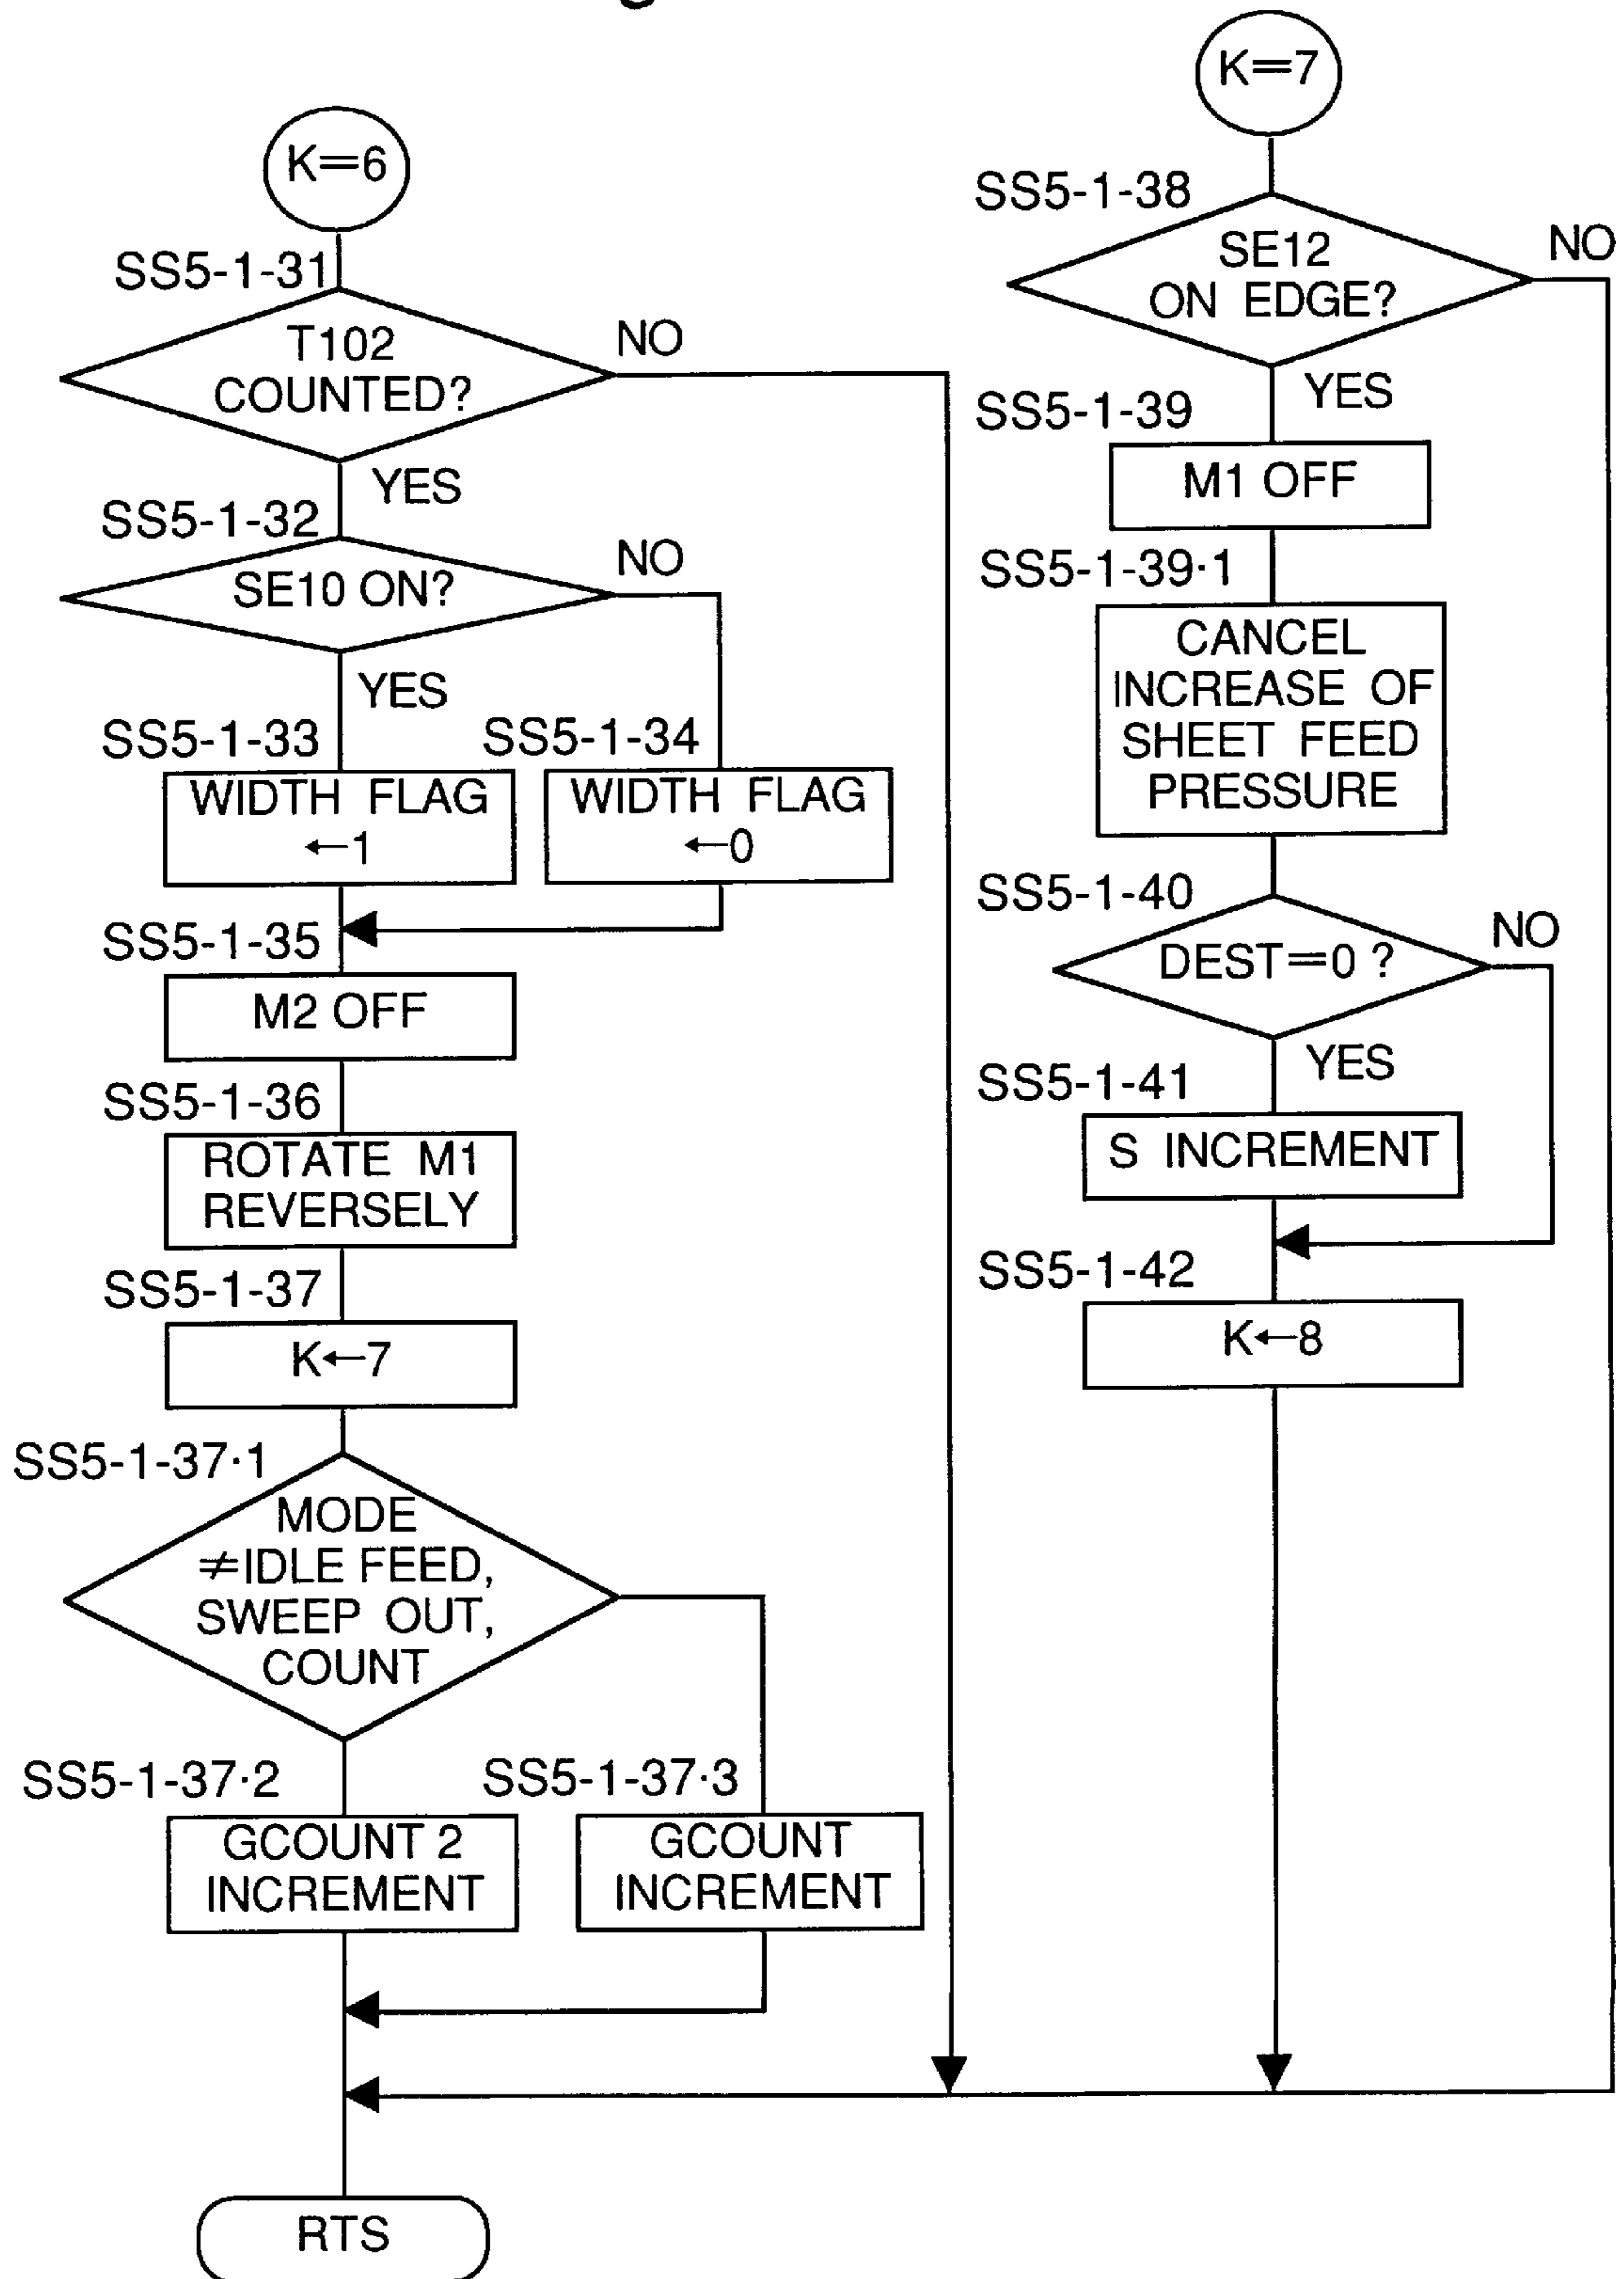 K=6
SS5-1-31
T102
COUNTED?
NO
YES
SS5-1-32
SE10 ON?
NO
YES
SS5-1-33
WIDTH FLAG
←1
SS5-1-34
WIDTH FLAG
←0
SS5-1-35
M2 OFF
SS5-1-36
ROTATE M1
REVERSELY
SS5-1-37
K←7
SS5-1-37·1
MODE
≠IDLE FEED,
SWEEP OUT,
COUNT
SS5-1-37·2
GCOUNT 2
INCREMENT
SS5-1-37·3
GCOUNT
INCREMENT
RTS
K=7
SS5-1-38
SE12
ON EDGE?
NO
YES
SS5-1-39
M1 OFF
SS5-1-39·1
CANCEL
INCREASE OF
SHEET FEED
PRESSURE
SS5-1-40
DEST=0 ?
NO
YES
SS5-1-41
S INCREMENT
SS5-1-42
K←8